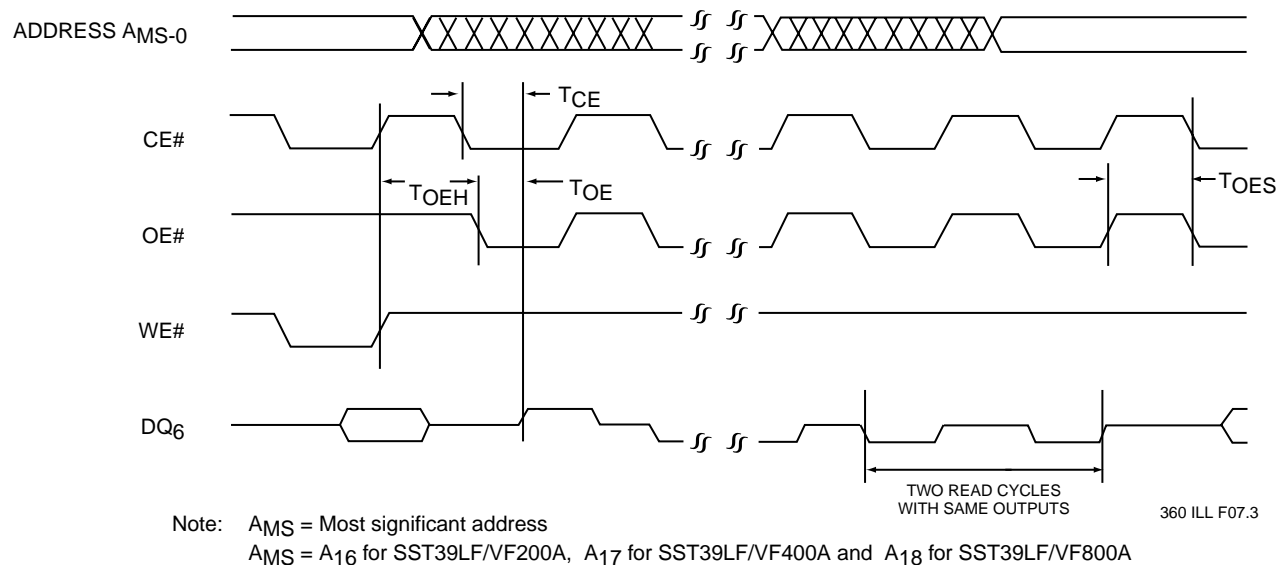 ADDRESS AMS-0
TCE
CE#
TOEH
TOE
TOES
OE#
WE#
DQ6
TWO READ CYCLES
WITH SAME OUTPUTS
360 ILL F07.3
Note: AMS = Most significant address
AMS = A16 for SST39LF/VF200A, A17 for SST39LF/VF400A and A18 for SST39LF/VF800A